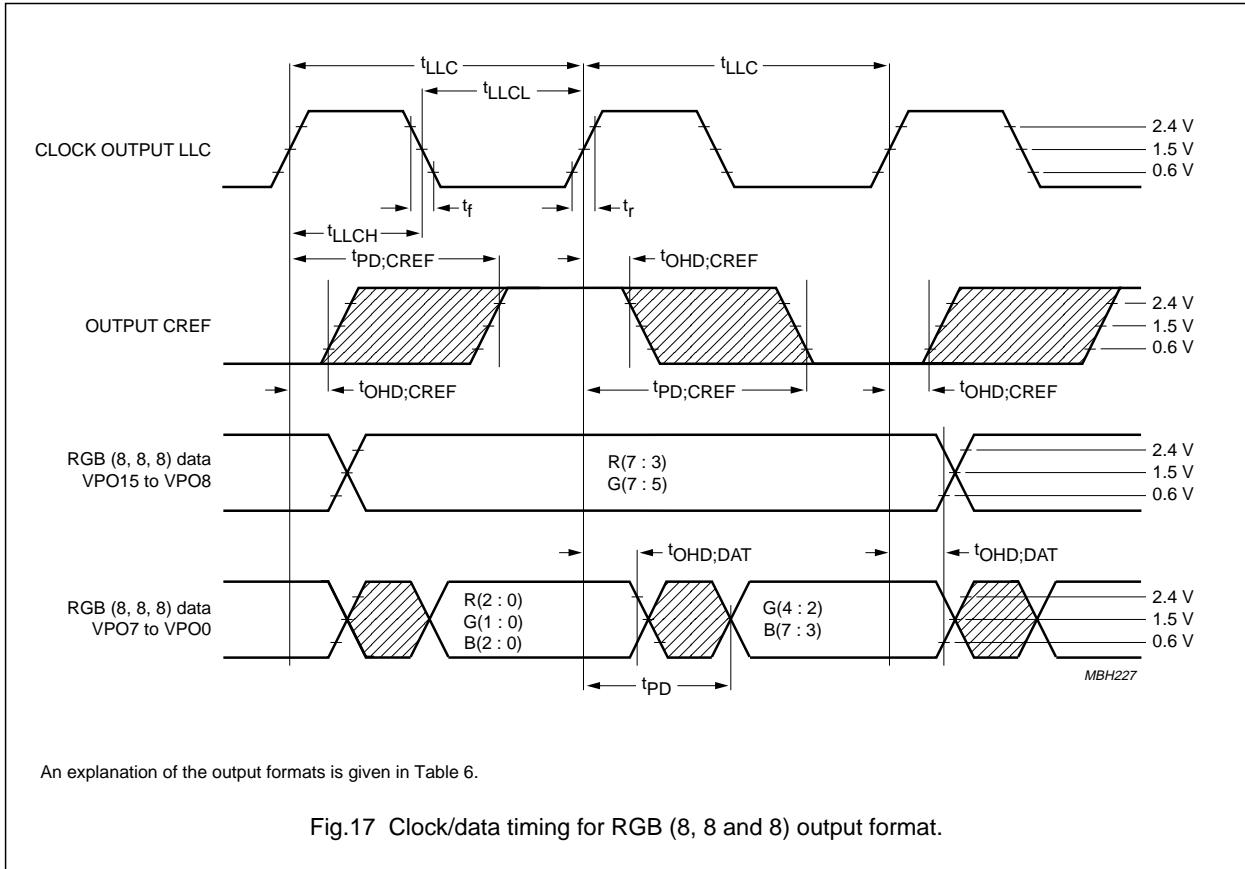 tLLC
tLLC
tLLCL
CLOCK OUTPUT LLC
2.4 V
1.5 V
0.6 V
tf
tr
tLLCH
tPD;CREF
tOHD;CREF
OUTPUT CREF
2.4 V
1.5 V
0.6 V
tOHD;CREF
tPD;CREF
tOHD;CREF
RGB (8, 8, 8) data
VPO15 to VPO8
R(7 : 3)
G(7 : 5)
2.4 V
1.5 V
0.6 V
tOHD;DAT
tOHD;DAT
RGB (8, 8, 8) data
VPO7 to VPO0
R(2 : 0)
G(1 : 0)
B(2 : 0)
G(4 : 2)
B(7 : 3)
2.4 V
1.5 V
0.6 V
tPD
MBH227
An explanation of the output formats is given in Table 6.
Fig.17 Clock/data timing for RGB (8, 8 and 8) output format.